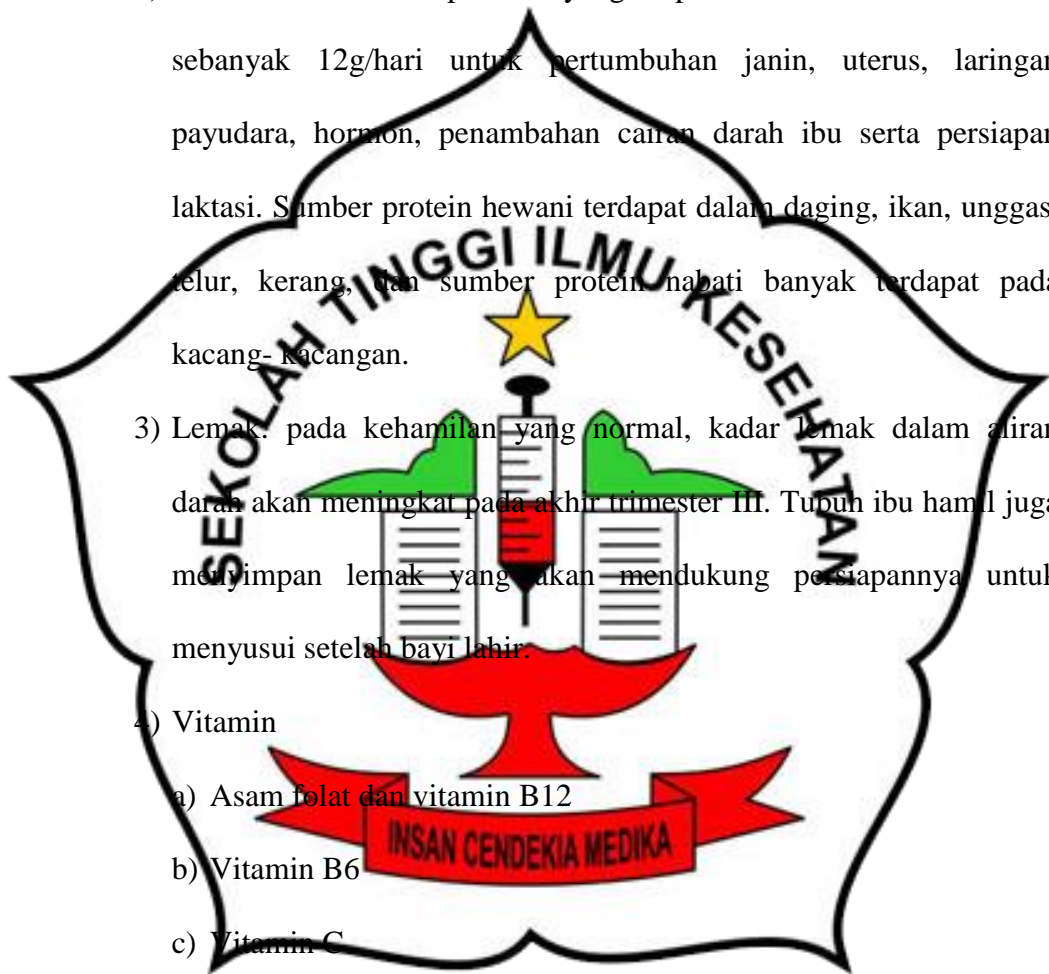 sebanyak 12g/hari untuk pertumbuhan janin, uterus, laringan
payudara, hormon, penambahan cairan darah ibu serta persiapan
laktasi. Sumber protein hewani terdapat dalam daging, ikan, unggas
telur, kerang, dan sumber protein nabati banyak terdapat pada
kacang- kacangan.
3) Lemak: pada kehamilan yang normal, kadar lemak dalam aliran
darah akan meningkat pada akhir trimester III. Tubuh ibu hamil juga
menyimpan lemak yang akan mendukung persiapannya untuk
menyusui setelah bayi lahir.
4) Vitamin
a) Asam folat dan vitamin B12
b) Vitamin B6
c) Vitamin C
SEKOLAH TINGGI ILMU KESEHATAN
INSAN CENDEKIA MEDIKA